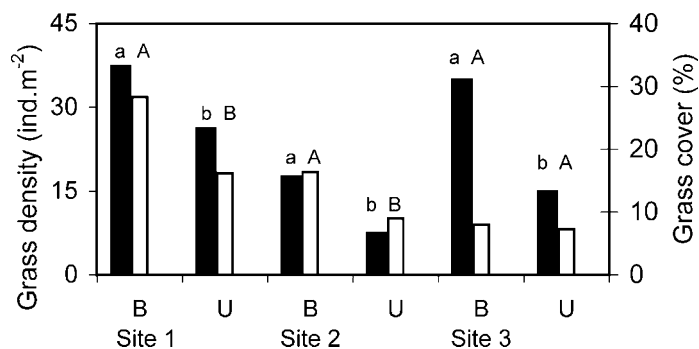 45
30
15
0
Grass density (ind.m-2)
40
30
20
10
0
Grass cover (%)
a A
b B
a A
b B
a A
b A
B U B U B U
Site 1 Site 2 Site 3